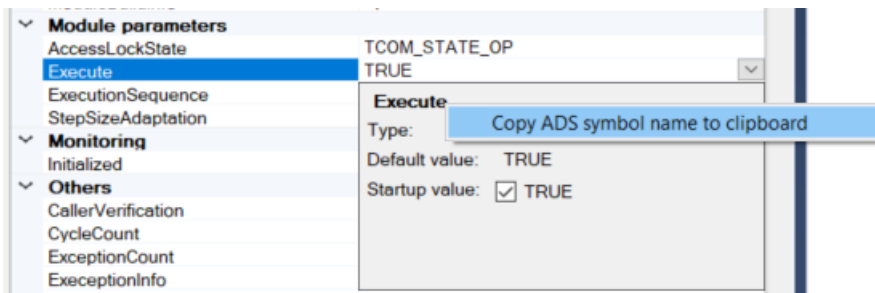 Module parameters
AccessLockState TCOM_STATE_OP
Execute TRUE
ExecutionSequence
StepSizeAdaptation
Monitoring
Initialized
Others
CallerVerification
CycleCount
ExceptionCount
ExeceptionInfo
Execute
Type:
Copy ADS symbol name to clipboard
Default value: TRUE
Startup value: TRUE